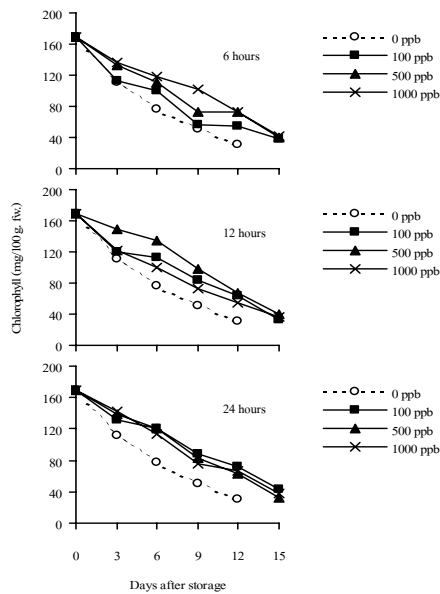 200
160
120
80
40
0
6 hours
0 ppb
100 ppb
500 ppb
1000 ppb
Chlorophyll (mg/100 g. fw.)
200
160
120
80
40
0
12 hours
0 ppb
100 ppb
500 ppb
1000 ppb
200
160
120
80
40
0
24 hours
0 ppb
100 ppb
500 ppb
1000 ppb
0 3 6 9 12 15
Days after storage